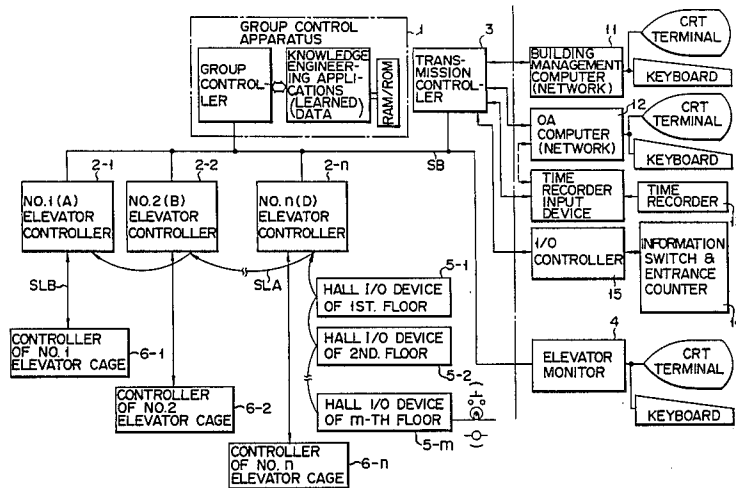 GROUP CONTROL
APPARATUS
1
GROUP
CONTROL-
LER
KNOWLEDGE
ENGINEER-
ING APPLI-
CATIONS
(LEARNED)
DATA
RAM/ROM
3
TRANS-
MISSION
CONTROL-
LER
11
BUILDING
MANAGEMENT
COMPUTER
(NETWORK)
CRT
TERMINAL
KEYBOARD
12
OA
COMPUTER
(NETWORK)
CRT
TERMINAL
KEYBOARD
TIME
RECORDER
INPUT
DEVICE
TIME
RECORDER
I/O
CONTROLLER
15
INFORMATION
SWITCH &
ENTRANCE
COUNTER
SB
2-1
NO.1(A)
ELEVATOR
CONTROLLER
2-2
NO.2(B)
ELEVATOR
CONTROLLER
2-n
NO.n(D)
ELEVATOR
CONTROLLER
SLB
SLA
5-1
HALL I/O DEVICE
OF 1ST. FLOOR
HALL I/O DEVICE
OF 2ND. FLOOR
5-2
HALL I/O DEVICE
OF m-TH FLOOR
5-m
CONTROLLER
OF NO.1
ELEVATOR CAGE
6-1
CONTROLLER
OF NO.2
ELEVATOR CAGE
6-2
CONTROLLER
OF NO.n
ELEVATOR CAGE
6-n
4
ELEVATOR
MONITOR
CRT
TERMINAL
KEYBOARD